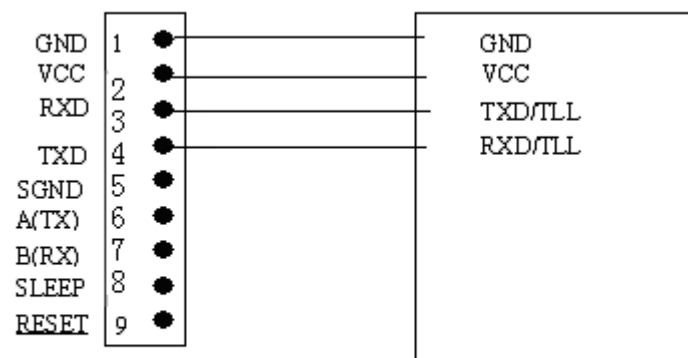 GND 1 GND
VCC 2 VCC
RXD 3 TXD/TLL
TXD 4 RXD/TLL
SGND 5
A(TX) 6
B(RX) 7
SLEEP 8
RESET 9